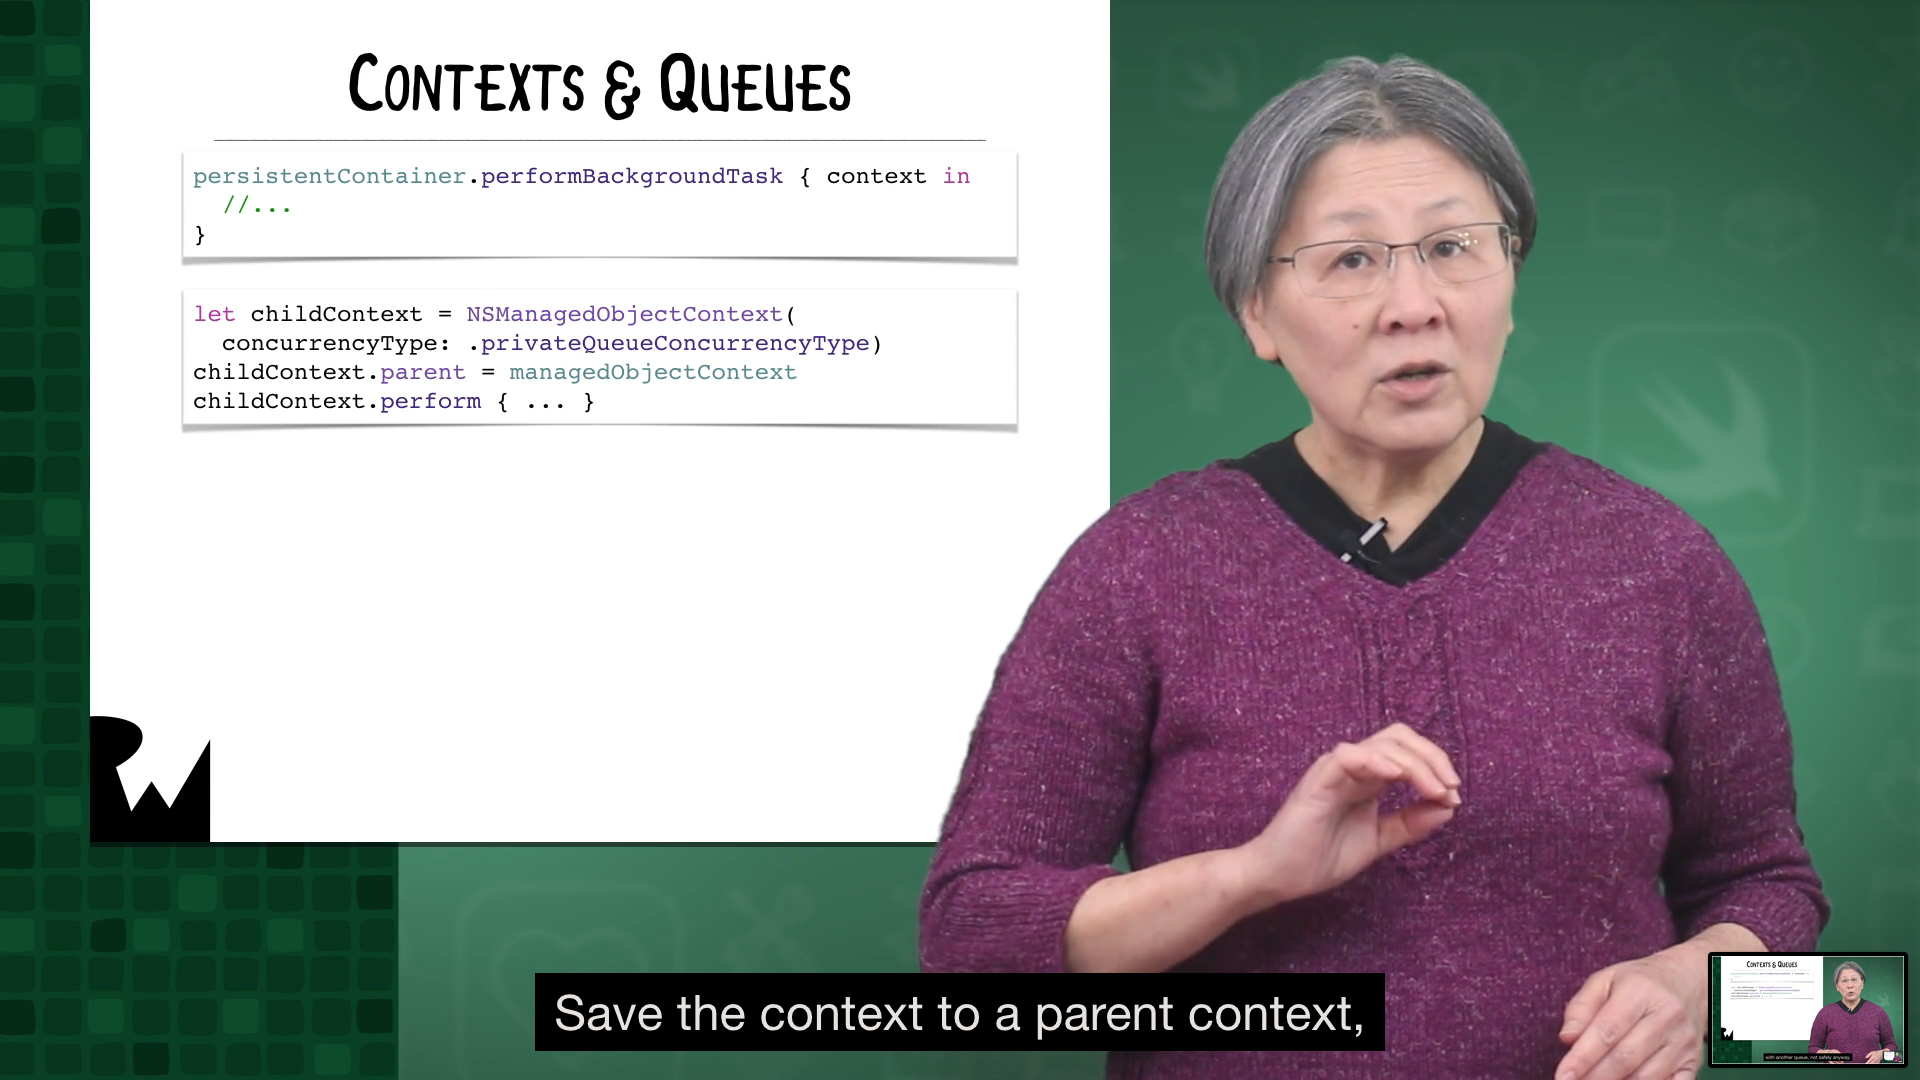 CONTEXTS & QUEUES
persistentContainer.performBackgroundTask { context in
//...
}
let childContext = NSManagedObjectContext(
concurrencyType: .privateQueueConcurrencyType)
childContext.parent = managedObjectContext
childContext.perform { ... }
RW
Save the context to a parent context,
CONTEXTS & QUEUES
with another queue, not safely anyway.